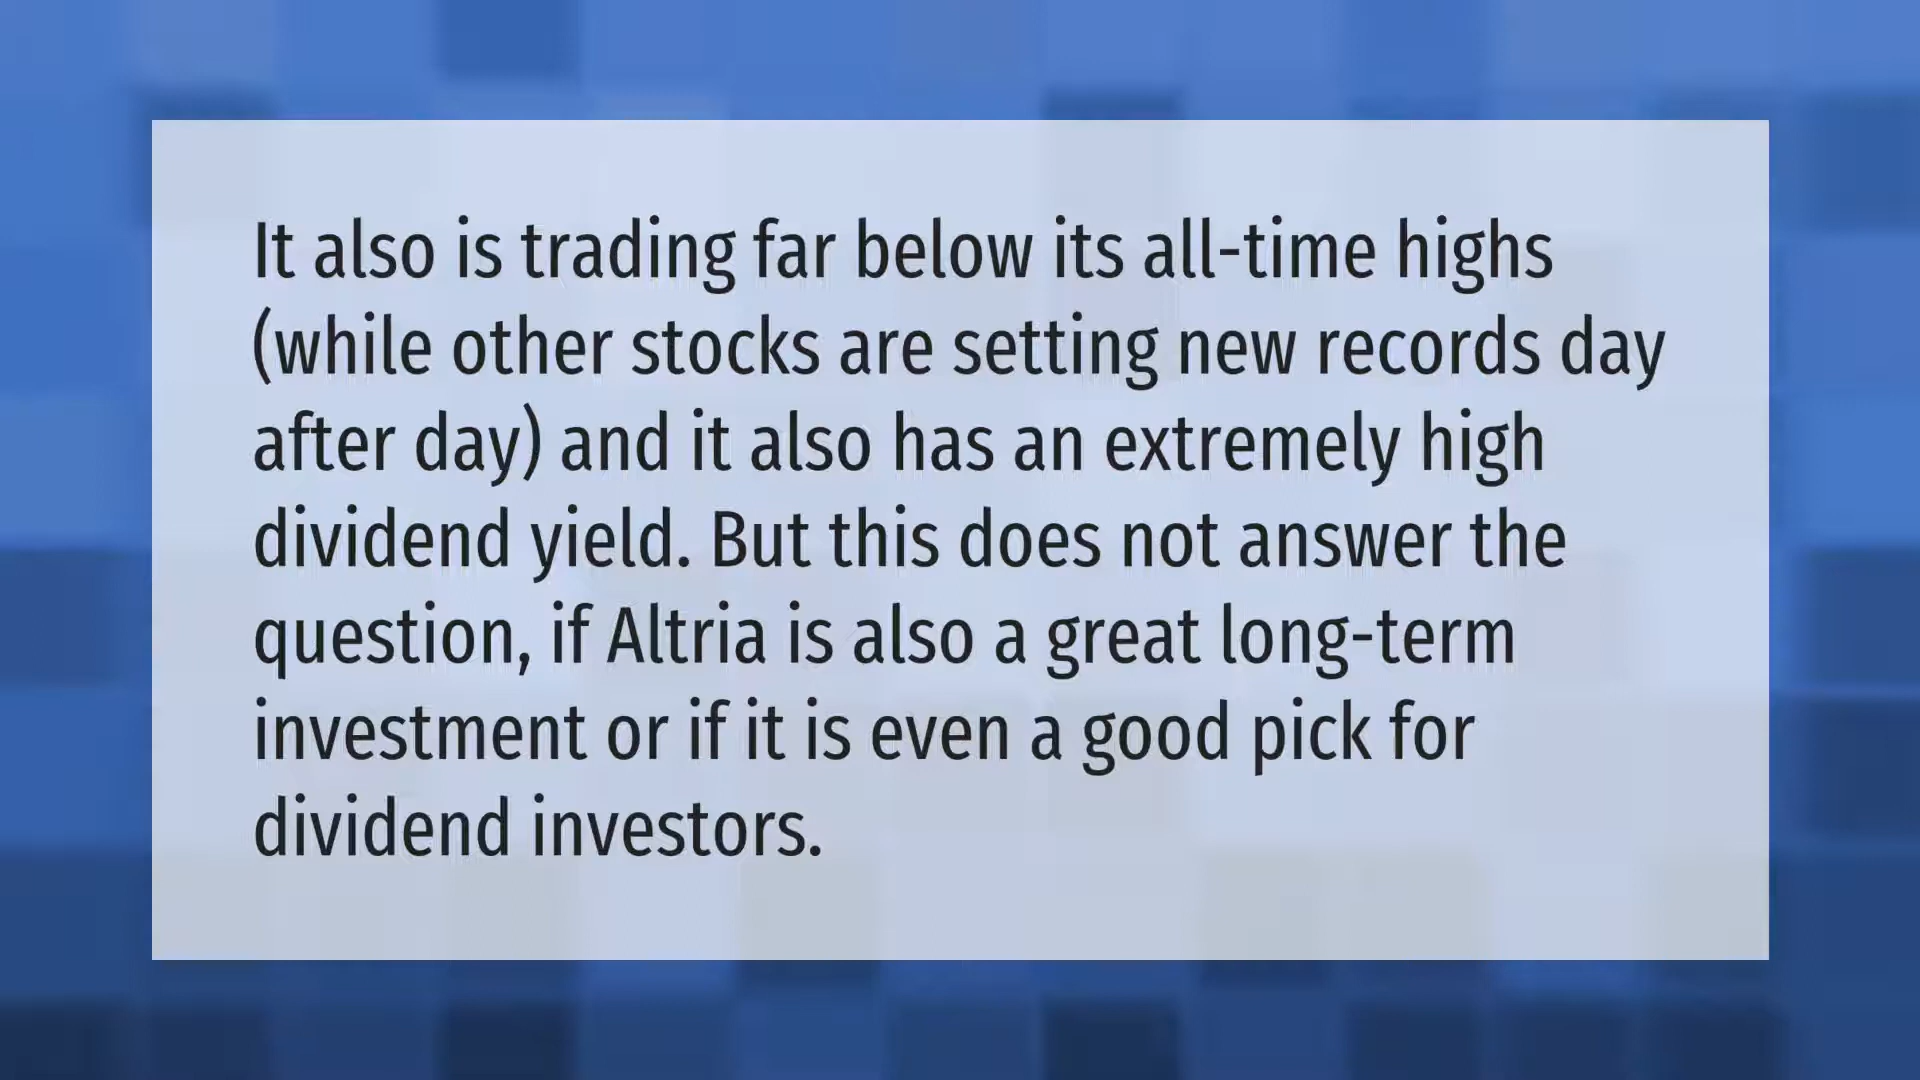 It also is trading far below its all-time highs
(while other stocks are setting new records day
after day) and it also has an extremely high
dividend yield. But this does not answer the
question, if Altria is also a great long-term
investment or if it is even a good pick for
dividend investors.